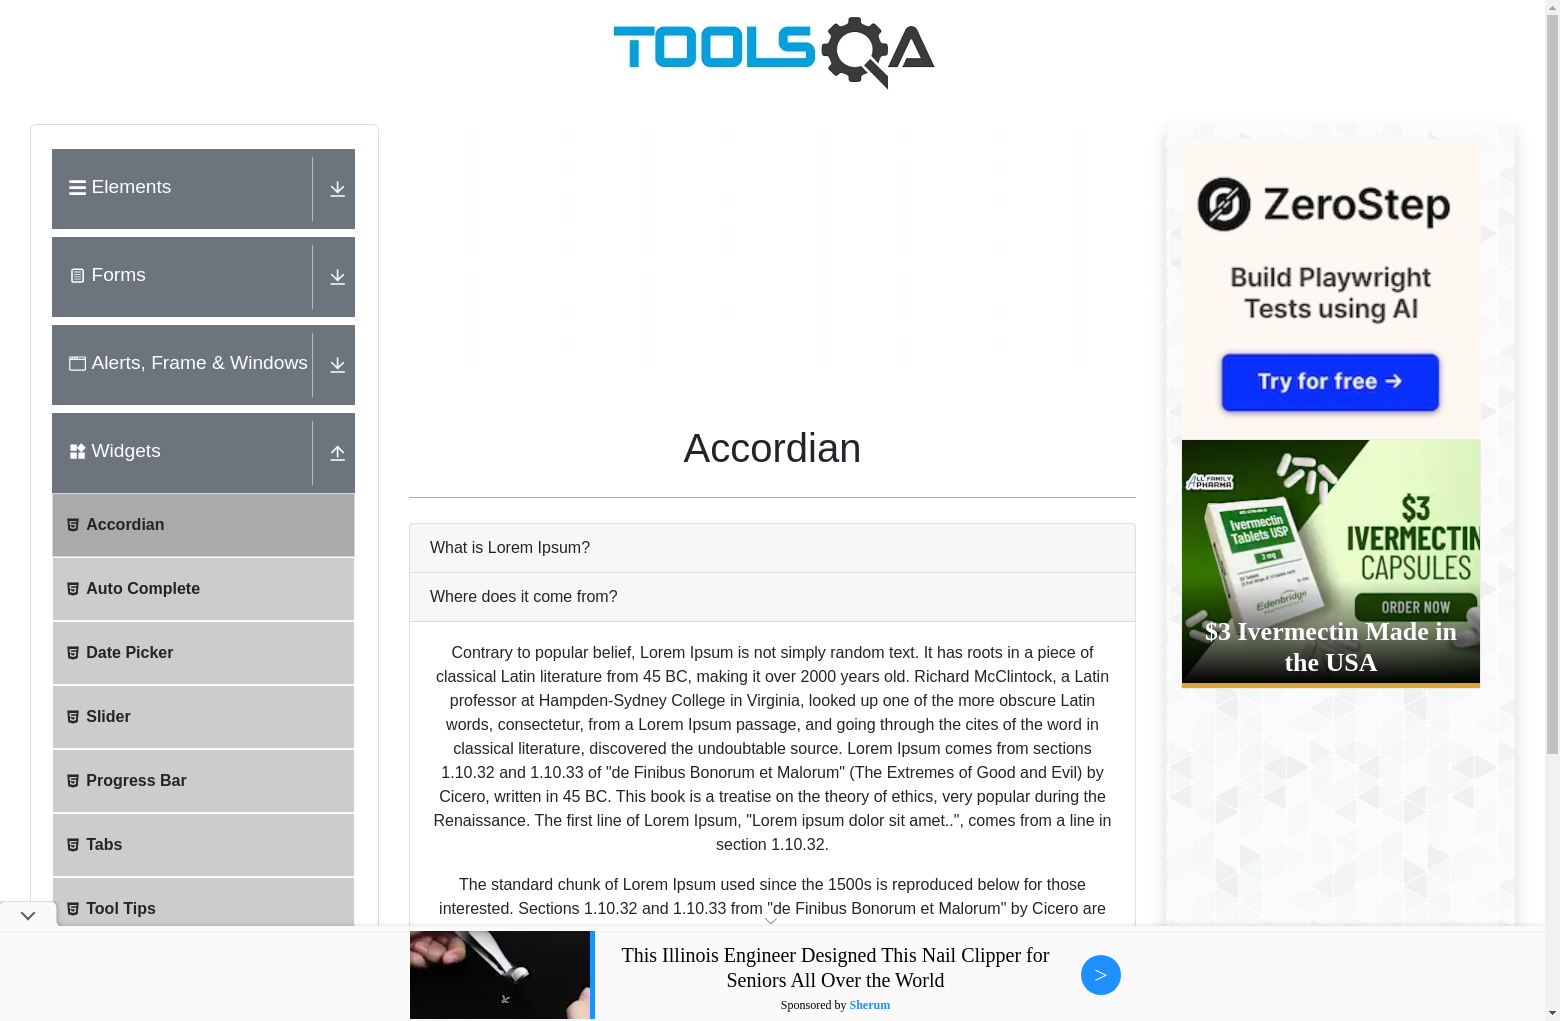 TOOLSQA
Elements
Forms
Alerts, Frame & Windows
Widgets
Accordian
Auto Complete
Date Picker
Slider
Progress Bar
Tabs
Tool Tips
Accordian
What is Lorem Ipsum?
Where does it come from?
Contrary to popular belief, Lorem Ipsum is not simply random text. It has roots in a piece of
classical Latin literature from 45 BC, making it over 2000 years old. Richard McClintock, a Latin
professor at Hampden-Sydney College in Virginia, looked up one of the more obscure Latin
words, consectetur, from a Lorem Ipsum passage, and going through the cites of the word in
classical literature, discovered the undoubtable source. Lorem Ipsum comes from sections
1.10.32 and 1.10.33 of "de Finibus Bonorum et Malorum" (The Extremes of Good and Evil) by
Cicero, written in 45 BC. This book is a treatise on the theory of ethics, very popular during the
Renaissance. The first line of Lorem Ipsum, "Lorem ipsum dolor sit amet..", comes from a line in
section 1.10.32.
The standard chunk of Lorem Ipsum used since the 1500s is reproduced below for those
interested. Sections 1.10.32 and 1.10.33 from "de Finibus Bonorum et Malorum" by Cicero are
ZeroStep
Build Playwright
Tests using AI
Try for free →
ALL FAMILY
PHARMA
Ivermectin
Tablets USP
3 mg
Edenbridge
$3
IVERMECTIN
CAPSULES
ORDER NOW
$3 Ivermectin Made in
the USA
This Illinois Engineer Designed This Nail Clipper for
Seniors All Over the World
Sponsored by Sherum
>